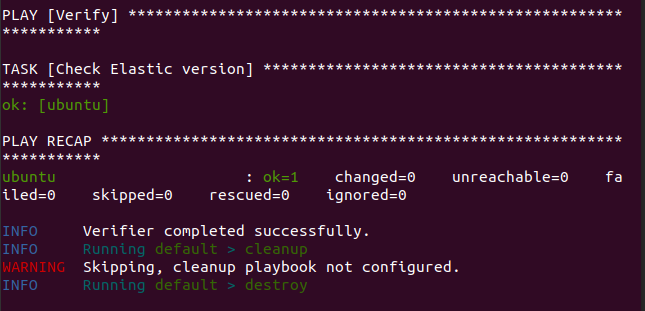 PLAY [Verify] *******************************************************
***********
TASK [Check Elastic version] ****************************************
***********
ok: [ubuntu]
PLAY RECAP **********************************************************
***********
ubuntu                     : ok=1    changed=0    unreachable=0    fa
iled=0    skipped=0    rescued=0    ignored=0
INFO     Verifier completed successfully.
INFO     Running default > cleanup
WARNING  Skipping, cleanup playbook not configured.
INFO     Running default > destroy